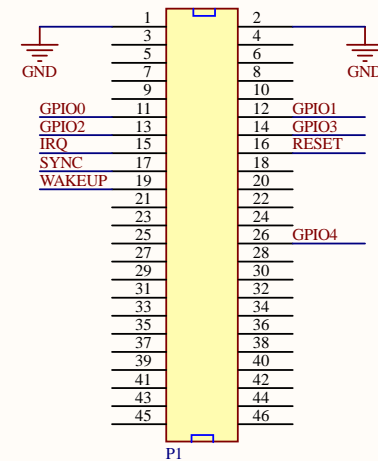 1 2
3 4
GND 5 6 GND
7 8
9 10
GPIO0 11 12 GPIO1
GPIO2 13 14 GPIO3
IRQ 15 16 RESET
SYNC 17 18
WAKEUP 19 20
21 22
23 24
25 26 GPIO4
27 28
29 30
31 32
33 34
35 36
37 38
39 40
41 42
43 44
45 46
P1